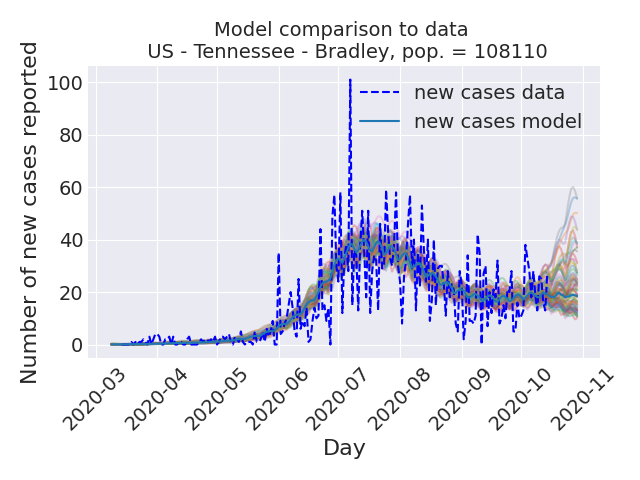 Model comparison to data
US - Tennessee - Bradley, pop. = 108110
Number of new cases reported
100
80
60
40
20
0
new cases data
new cases model
2020-03
2020-04
2020-05
2020-06
2020-07
2020-08
2020-09
2020-10
2020-11
Day